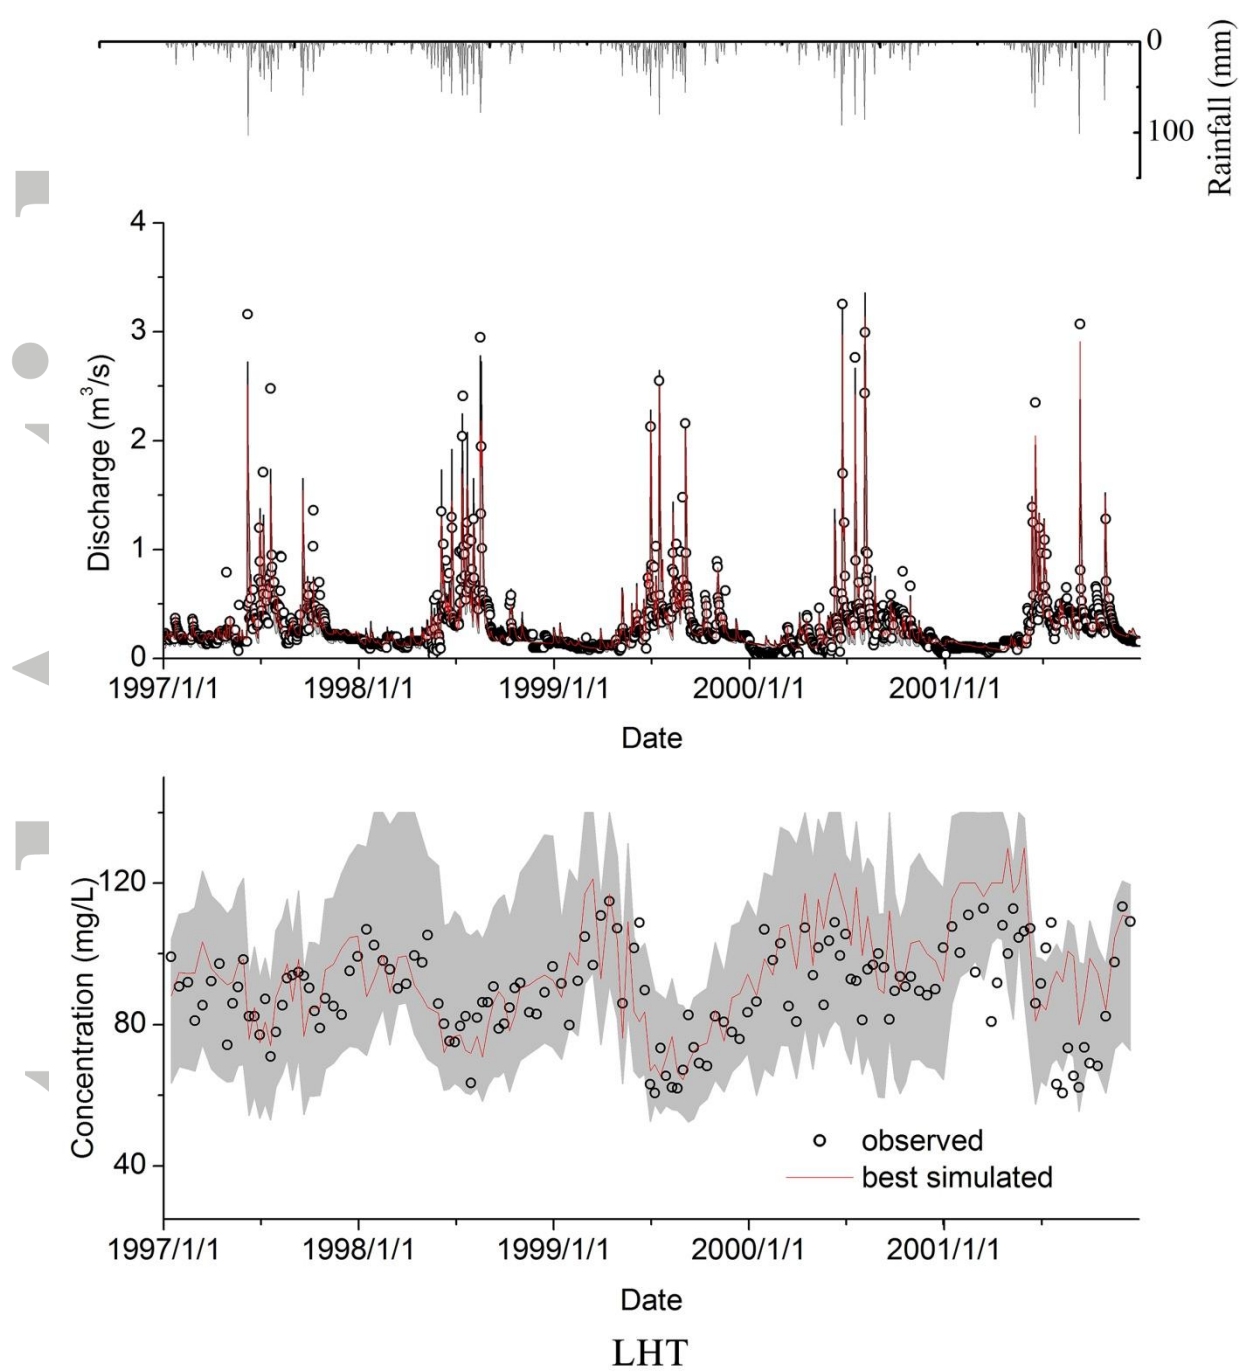 0
100
Rainfall (mm)
4
3
2
1
0
Discharge (m³/s)
1997/1/1 1998/1/1 1999/1/1 2000/1/1 2001/1/1
Date
120
80
40
Concentration (mg/L)
observed
best simulated
1997/1/1 1998/1/1 1999/1/1 2000/1/1 2001/1/1
Date
LHT